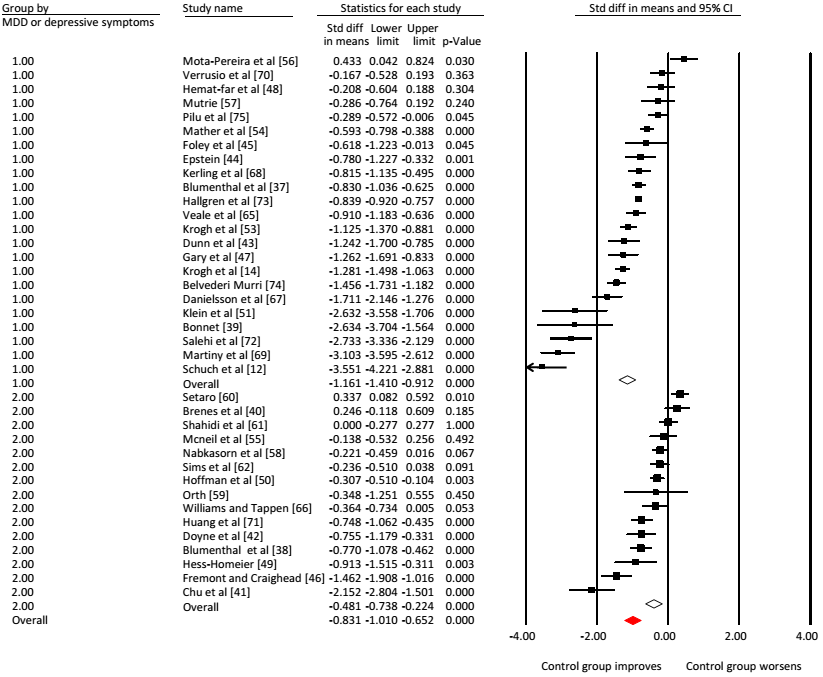 Group by Study name Statistics for each study Std diff in means and 95% CI
MDD or depressive symptoms
Std diff Lower Upper
in means limit limit p-Value
1.00 Mota-Pereira et al [56] 0.433 0.042 0.824 0.030
1.00 Verrusio et al [70] -0.167 -0.528 0.193 0.363
1.00 Hemat-far et al [48] -0.208 -0.604 0.188 0.304
1.00 Mutrie [57] -0.286 -0.764 0.192 0.240
1.00 Pilu et al [75] -0.289 -0.572 -0.006 0.045
1.00 Mather et al [54] -0.593 -0.798 -0.388 0.000
1.00 Foley et al [45] -0.618 -1.223 -0.013 0.045
1.00 Epstein [44] -0.780 -1.227 -0.332 0.001
1.00 Kerling et al [68] -0.815 -1.135 -0.495 0.000
1.00 Blumenthal et al [37] -0.830 -1.036 -0.625 0.000
1.00 Hallgren et al [73] -0.839 -0.920 -0.757 0.000
1.00 Veale et al [65] -0.910 -1.183 -0.636 0.000
1.00 Krogh et al [53] -1.125 -1.370 -0.881 0.000
1.00 Dunn et al [43] -1.242 -1.700 -0.785 0.000
1.00 Gary et al [47] -1.262 -1.691 -0.833 0.000
1.00 Krogh et al [14] -1.281 -1.498 -1.063 0.000
1.00 Belvederi Murri [74] -1.456 -1.731 -1.182 0.000
1.00 Danielsson et al [67] -1.711 -2.146 -1.276 0.000
1.00 Klein et al [51] -2.632 -3.558 -1.706 0.000
1.00 Bonnet [39] -2.634 -3.704 -1.564 0.000
1.00 Salehi et al [72] -2.733 -3.336 -2.129 0.000
1.00 Martiny et al [69] -3.103 -3.595 -2.612 0.000
1.00 Schuch et al [12] -3.551 -4.221 -2.881 0.000
1.00 Overall -1.161 -1.410 -0.912 0.000
2.00 Setaro [60] 0.337 0.082 0.592 0.010
2.00 Brenes et al [40] 0.246 -0.118 0.609 0.185
2.00 Shahidi et al [61] 0.000 -0.277 0.277 1.000
2.00 Mcneil et al [55] -0.138 -0.532 0.256 0.492
2.00 Nabkasorn et al [58] -0.221 -0.459 0.016 0.067
2.00 Sims et al [62] -0.236 -0.510 0.038 0.091
2.00 Hoffman et al [50] -0.307 -0.510 -0.104 0.003
2.00 Orth [59] -0.348 -1.251 0.555 0.450
2.00 Williams and Tappen [66] -0.364 -0.734 0.005 0.053
2.00 Huang et al [71] -0.748 -1.062 -0.435 0.000
2.00 Doyne et al [42] -0.755 -1.179 -0.331 0.000
2.00 Blumenthal et al [38] -0.770 -1.078 -0.462 0.000
2.00 Hess-Homeier [49] -0.913 -1.515 -0.311 0.003
2.00 Fremont and Craighead [46] -1.462 -1.908 -1.016 0.000
2.00 Chu et al [41] -2.152 -2.804 -1.501 0.000
2.00 Overall -0.481 -0.738 -0.224 0.000
Overall -0.831 -1.010 -0.652 0.000
-4.00 -2.00 0.00 2.00 4.00
Control group improves Control group worsens